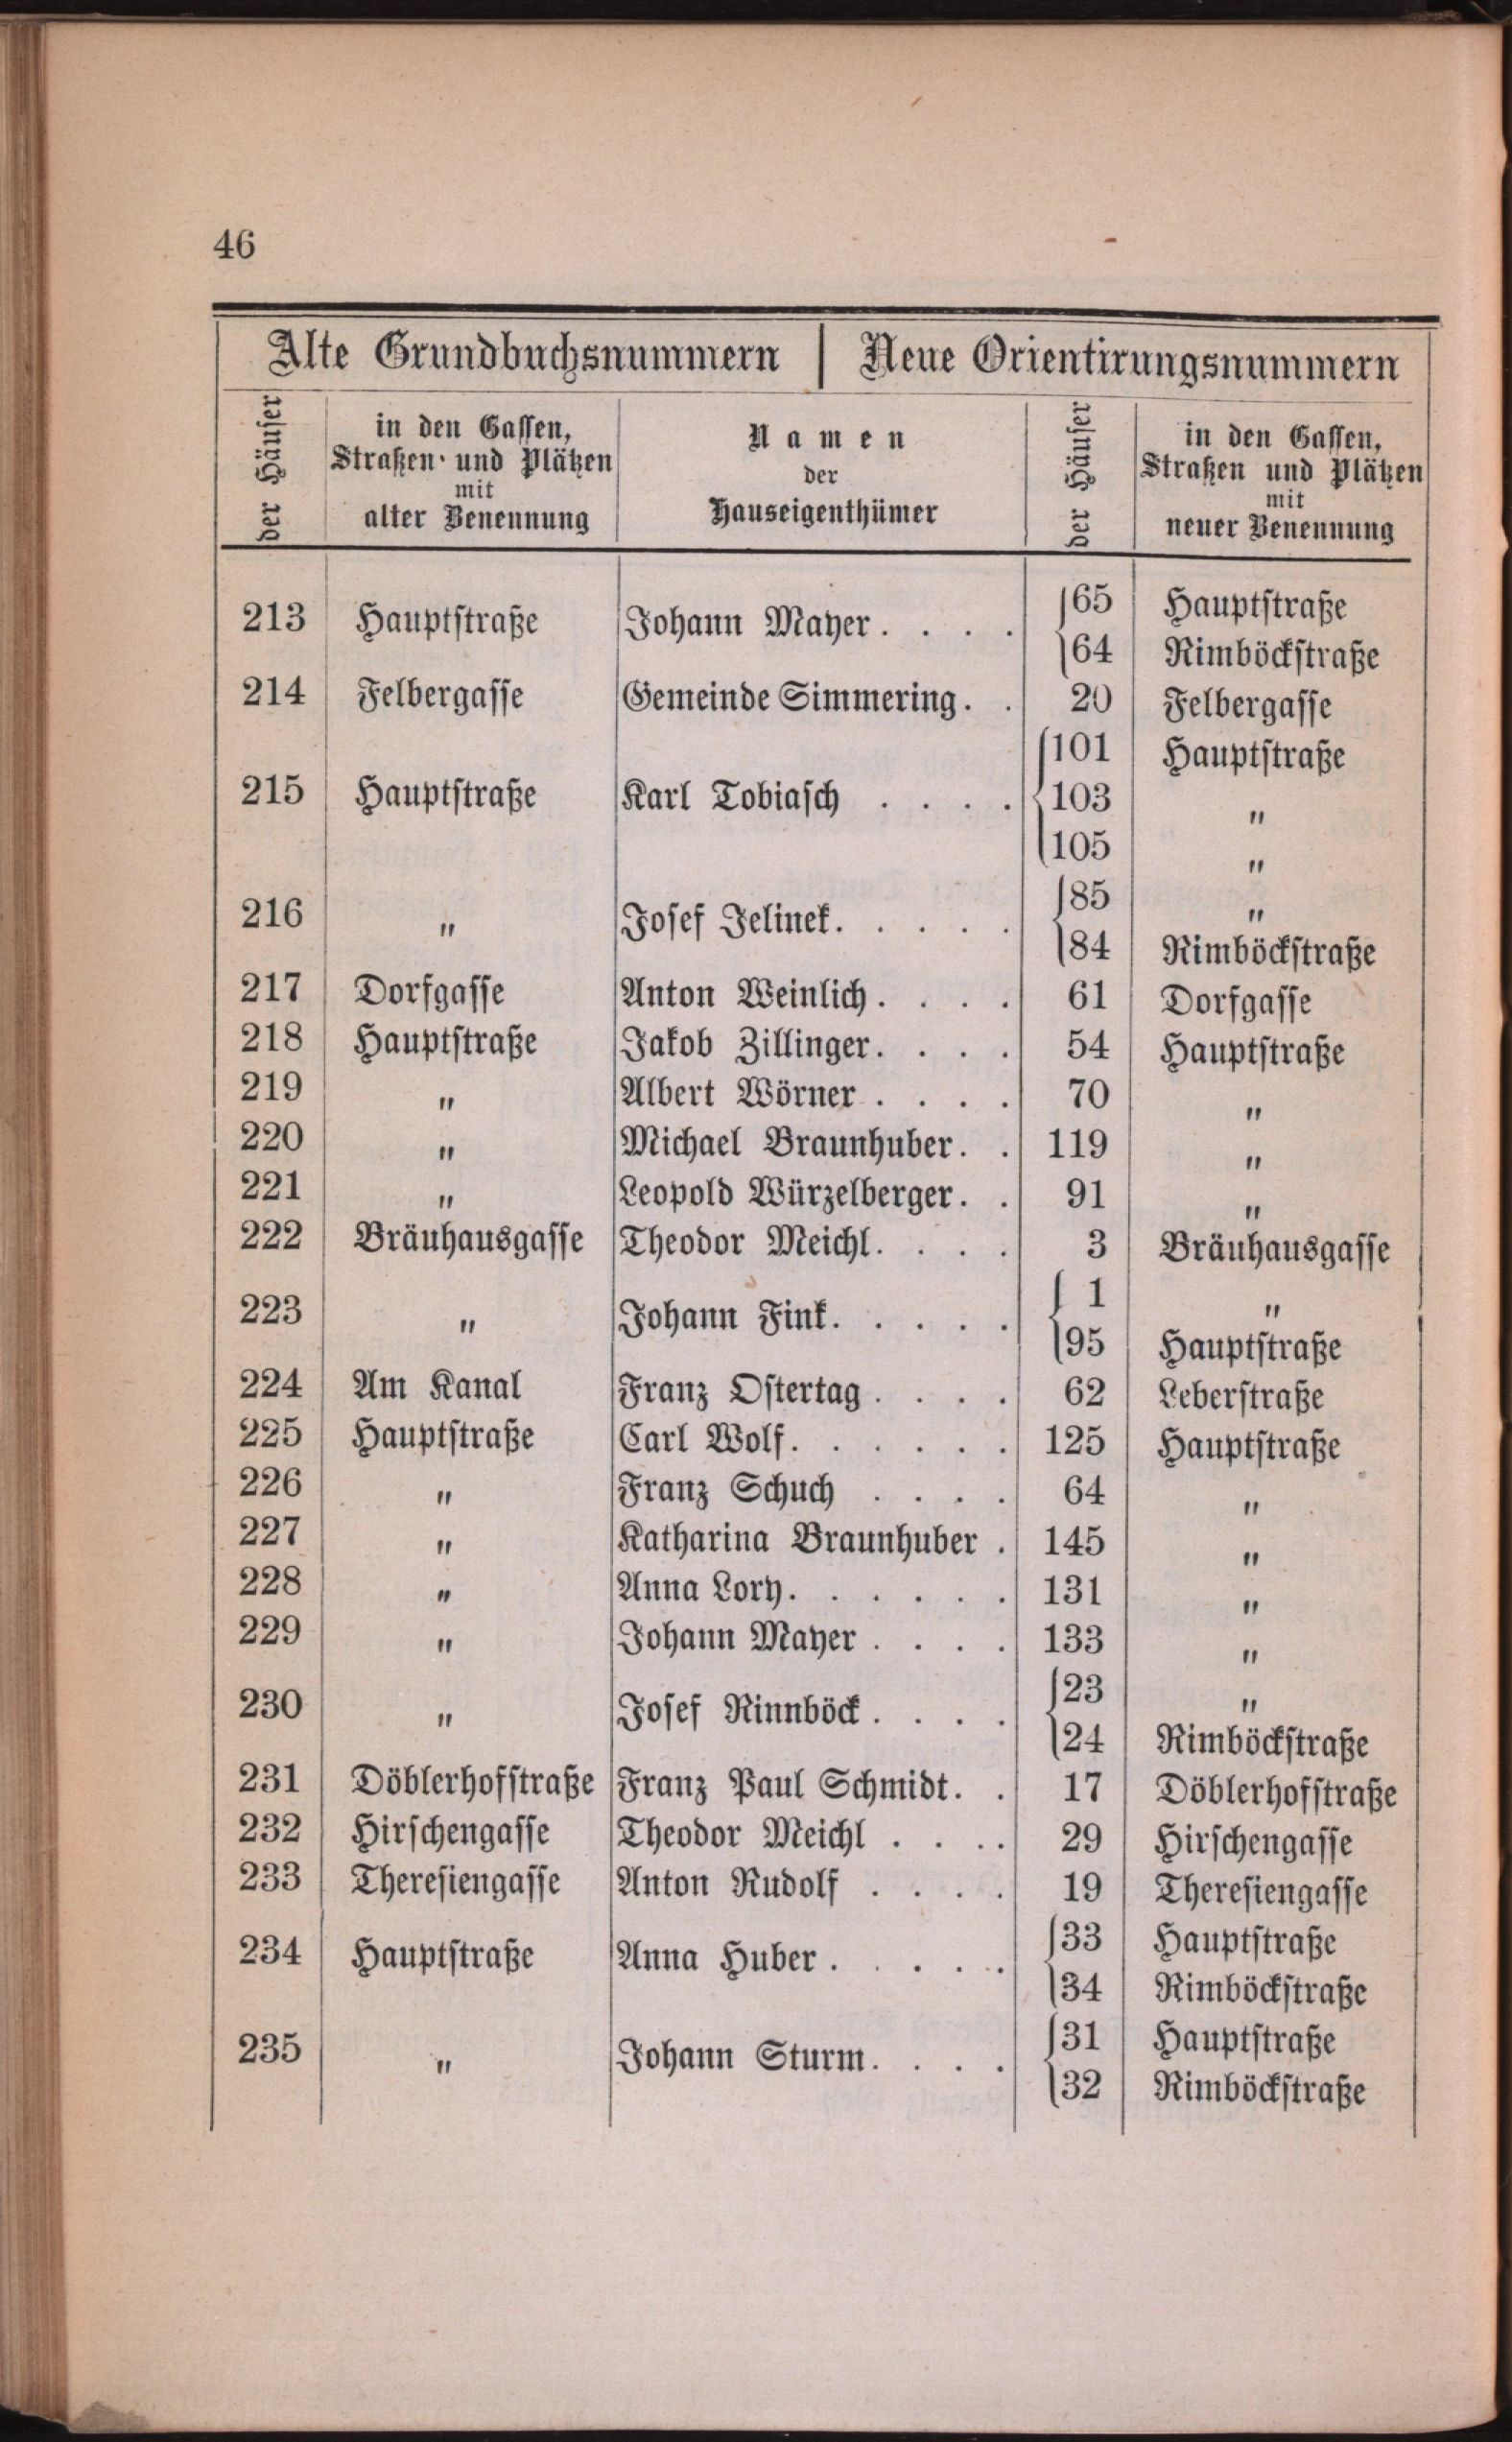 46
Alte Grundbuchsnummern | Neue Orientirungsnummern
der Häuser | in den Gassen, Straßen und Plätzen mit alter Benennung | Namen der Hauseigenthümer | der Häuser | in den Gassen, Straßen und Plätzen mit neuer Benennung
213 Hauptstraße Johann Mayer . . . . 65 Hauptstraße
64 Rimböckstraße
214 Felbergasse Gemeinde Simmering . . 20 Felbergasse
101 Hauptstraße
215 Hauptstraße Karl Tobiasch . . . . 103 "
105 "
216 " Josef Jelinek . . . . . 85 "
84 Rimböckstraße
217 Dorfgasse Anton Weinlich . . . . 61 Dorfgasse
218 Hauptstraße Jakob Zillinger . . . . 54 Hauptstraße
219 " Albert Wörner . . . . 70 "
220 " Michael Braunhuber . . 119 "
221 " Leopold Würzelberger . . 91 "
222 Bräuhausgasse Theodor Meichl . . . . 3 Bräuhausgasse
223 " Johann Fink . . . . . 1 "
95 Hauptstraße
224 Am Kanal Franz Ostertag . . . . 62 Leberstraße
225 Hauptstraße Carl Wolf . . . . . . 125 Hauptstraße
226 " Franz Schuch . . . . 64 "
227 " Katharina Braunhuber . 145 "
228 " Anna Lory . . . . . . 131 "
229 " Johann Mayer . . . . 133 "
230 " Josef Rinnböck . . . . 23 "
24 Rimböckstraße
231 Döblerhofstraße Franz Paul Schmidt . . 17 Döblerhofstraße
232 Hirschengasse Theodor Meichl . . . . 29 Hirschengasse
233 Theresiengasse Anton Rudolf . . . . 19 Theresiengasse
234 Hauptstraße Anna Huber . . . . . 33 Hauptstraße
34 Rimböckstraße
235 " Johann Sturm . . . . 31 Hauptstraße
32 Rimböckstraße